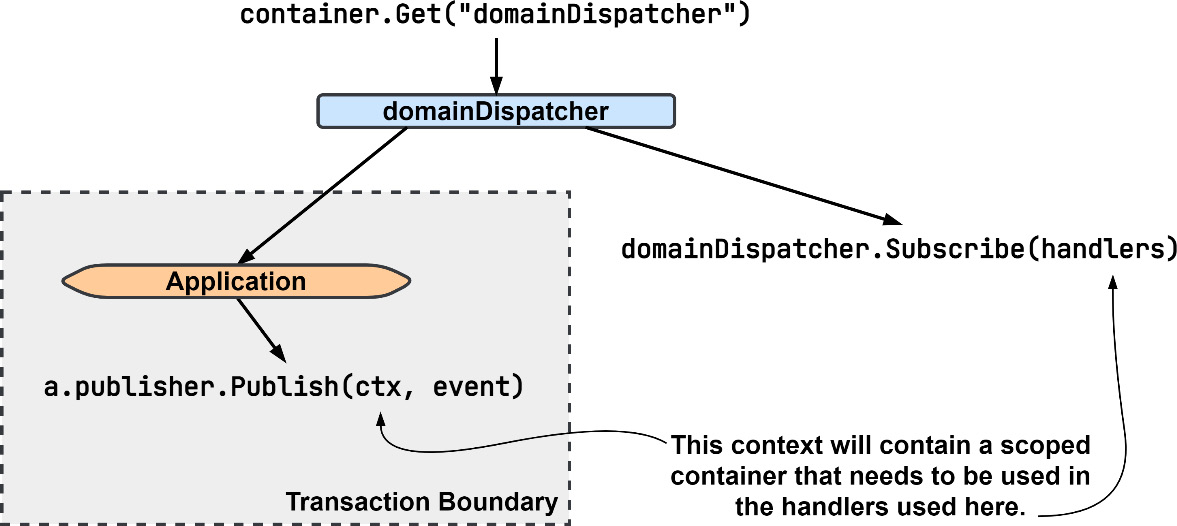 container.Get("domainDispatcher")
domainDispatcher
domainDispatcher.Subscribe(handlers)
Application
a.publisher.Publish(ctx, event)
This context will contain a scoped
container that needs to be used in
the handlers used here.
Transaction Boundary